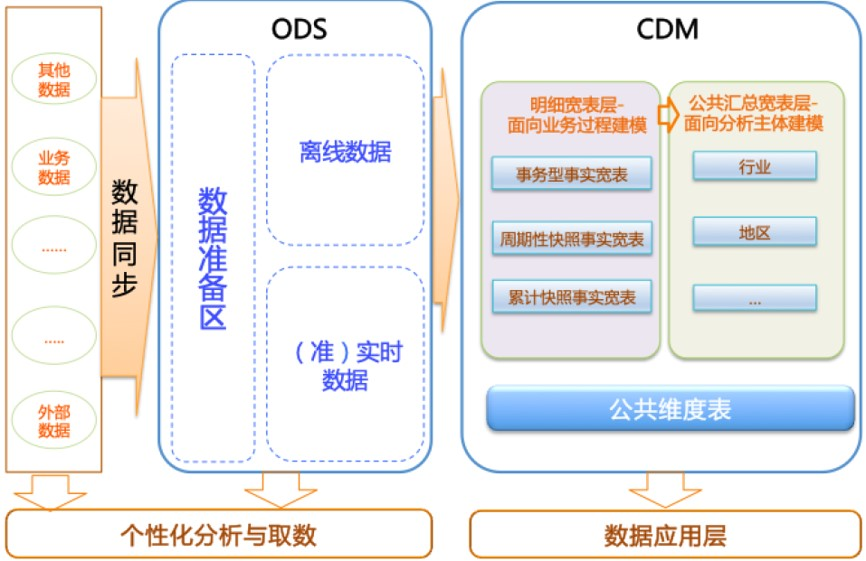 其他
数据
业务
数据
......
.....
外部
数据
数据同步
ODS
数据准备区
离线数据
（准）实时
数据
CDM
明细宽表层-
面向业务过程建模
事务型事实宽表
周期性快照事实宽表
累计快照事实宽表
公共汇总宽表层-
面向分析主体建模
行业
地区
...
公共维度表
个性化分析与取数
数据应用层